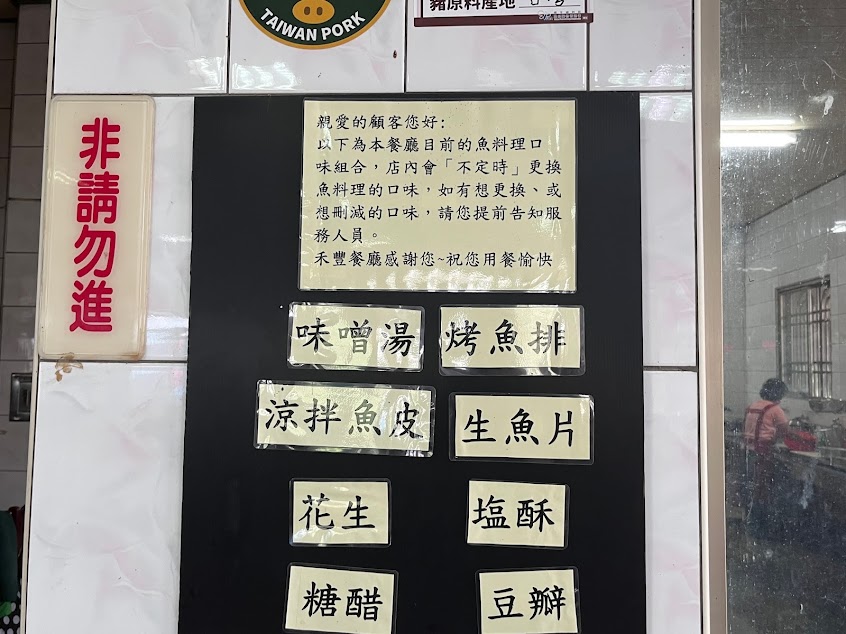 TAIWAN PORK
豬原料產地
非請勿進
親愛的顧客您好:
以下為本餐廳目前的魚料理口
味組合，店內會「不定時」更換
魚料理的口味，如有想更換、或
想刪減的口味，請您提前告知服
務人員。
禾豐餐廳感謝您~祝您用餐愉快
味噌湯
烤魚排
涼拌魚皮
生魚片
花生
塩酥
糖醋
豆瓣